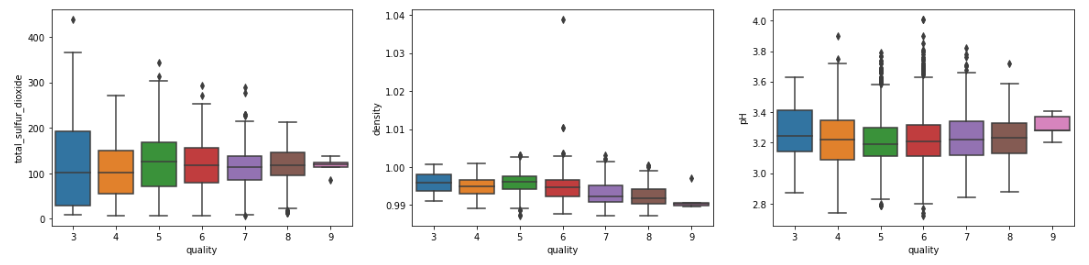 total_sulfur_dioxide
400
300
200
100
0
3 4 5 6 7 8 9
quality
density
1.04
1.03
1.02
1.01
1.00
0.99
3 4 5 6 7 8 9
quality
pH
4.0
3.8
3.6
3.4
3.2
3.0
2.8
3 4 5 6 7 8 9
quality